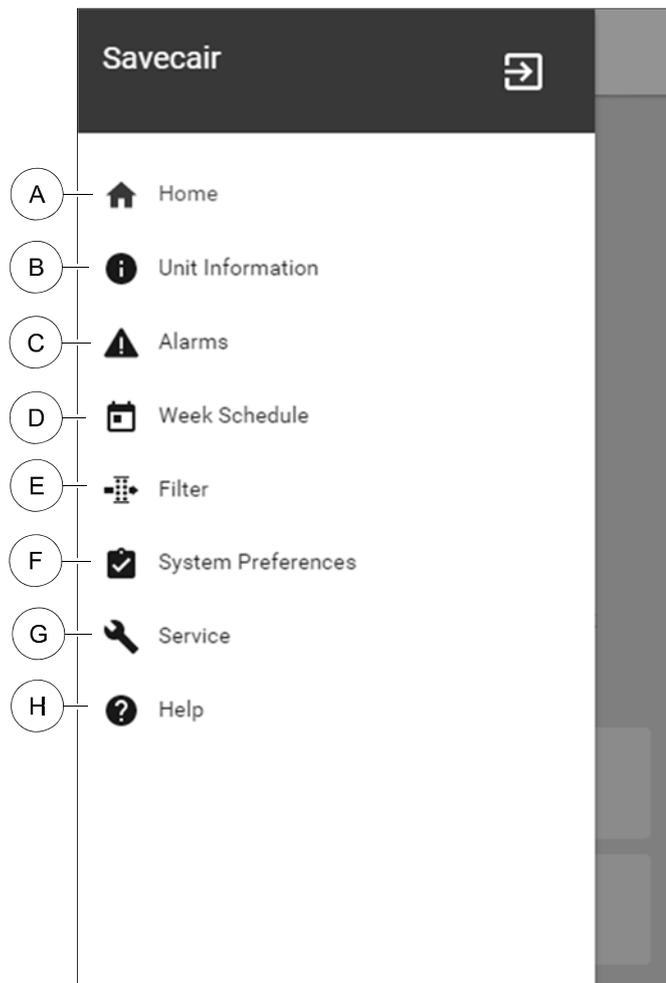 Savecair
A Home
B Unit Information
C Alarms
D Week Schedule
E Filter
F System Preferences
G Service
H Help